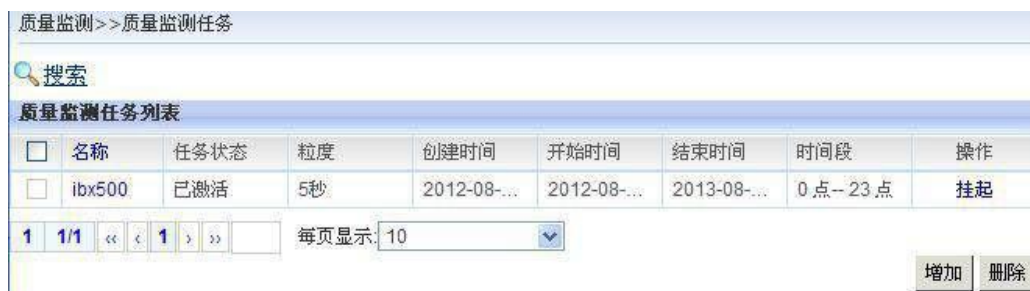 质量监测>>质量监测任务
搜索
质量监测任务列表
名称 任务状态 粒度 创建时间 开始时间 结束时间 时间段 操作
ibx500 已激活 5秒 2012-08-... 2012-08-... 2013-08-... 0 点-- 23 点 挂起
1 1/1 « ‹ 1 › » 每页显示: 10
增加 删除